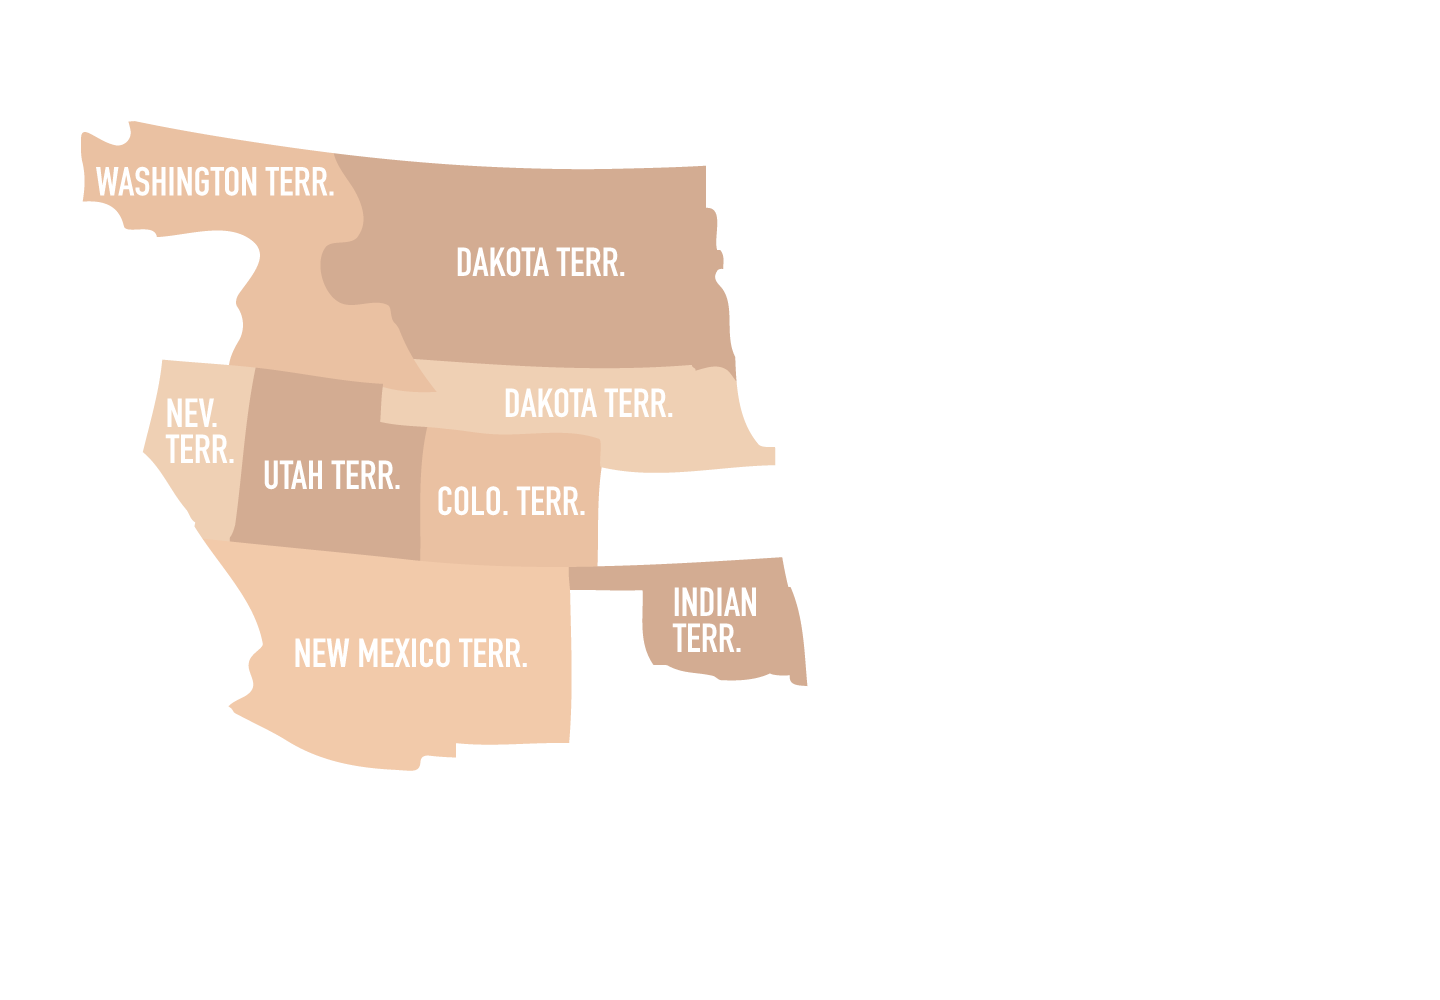 WASHINGTON TERR.
DAKOTA TERR.
DAKOTA TERR.
NEV.
TERR.
UTAH TERR.
COLO. TERR.
INDIAN
TERR.
NEW MEXICO TERR.